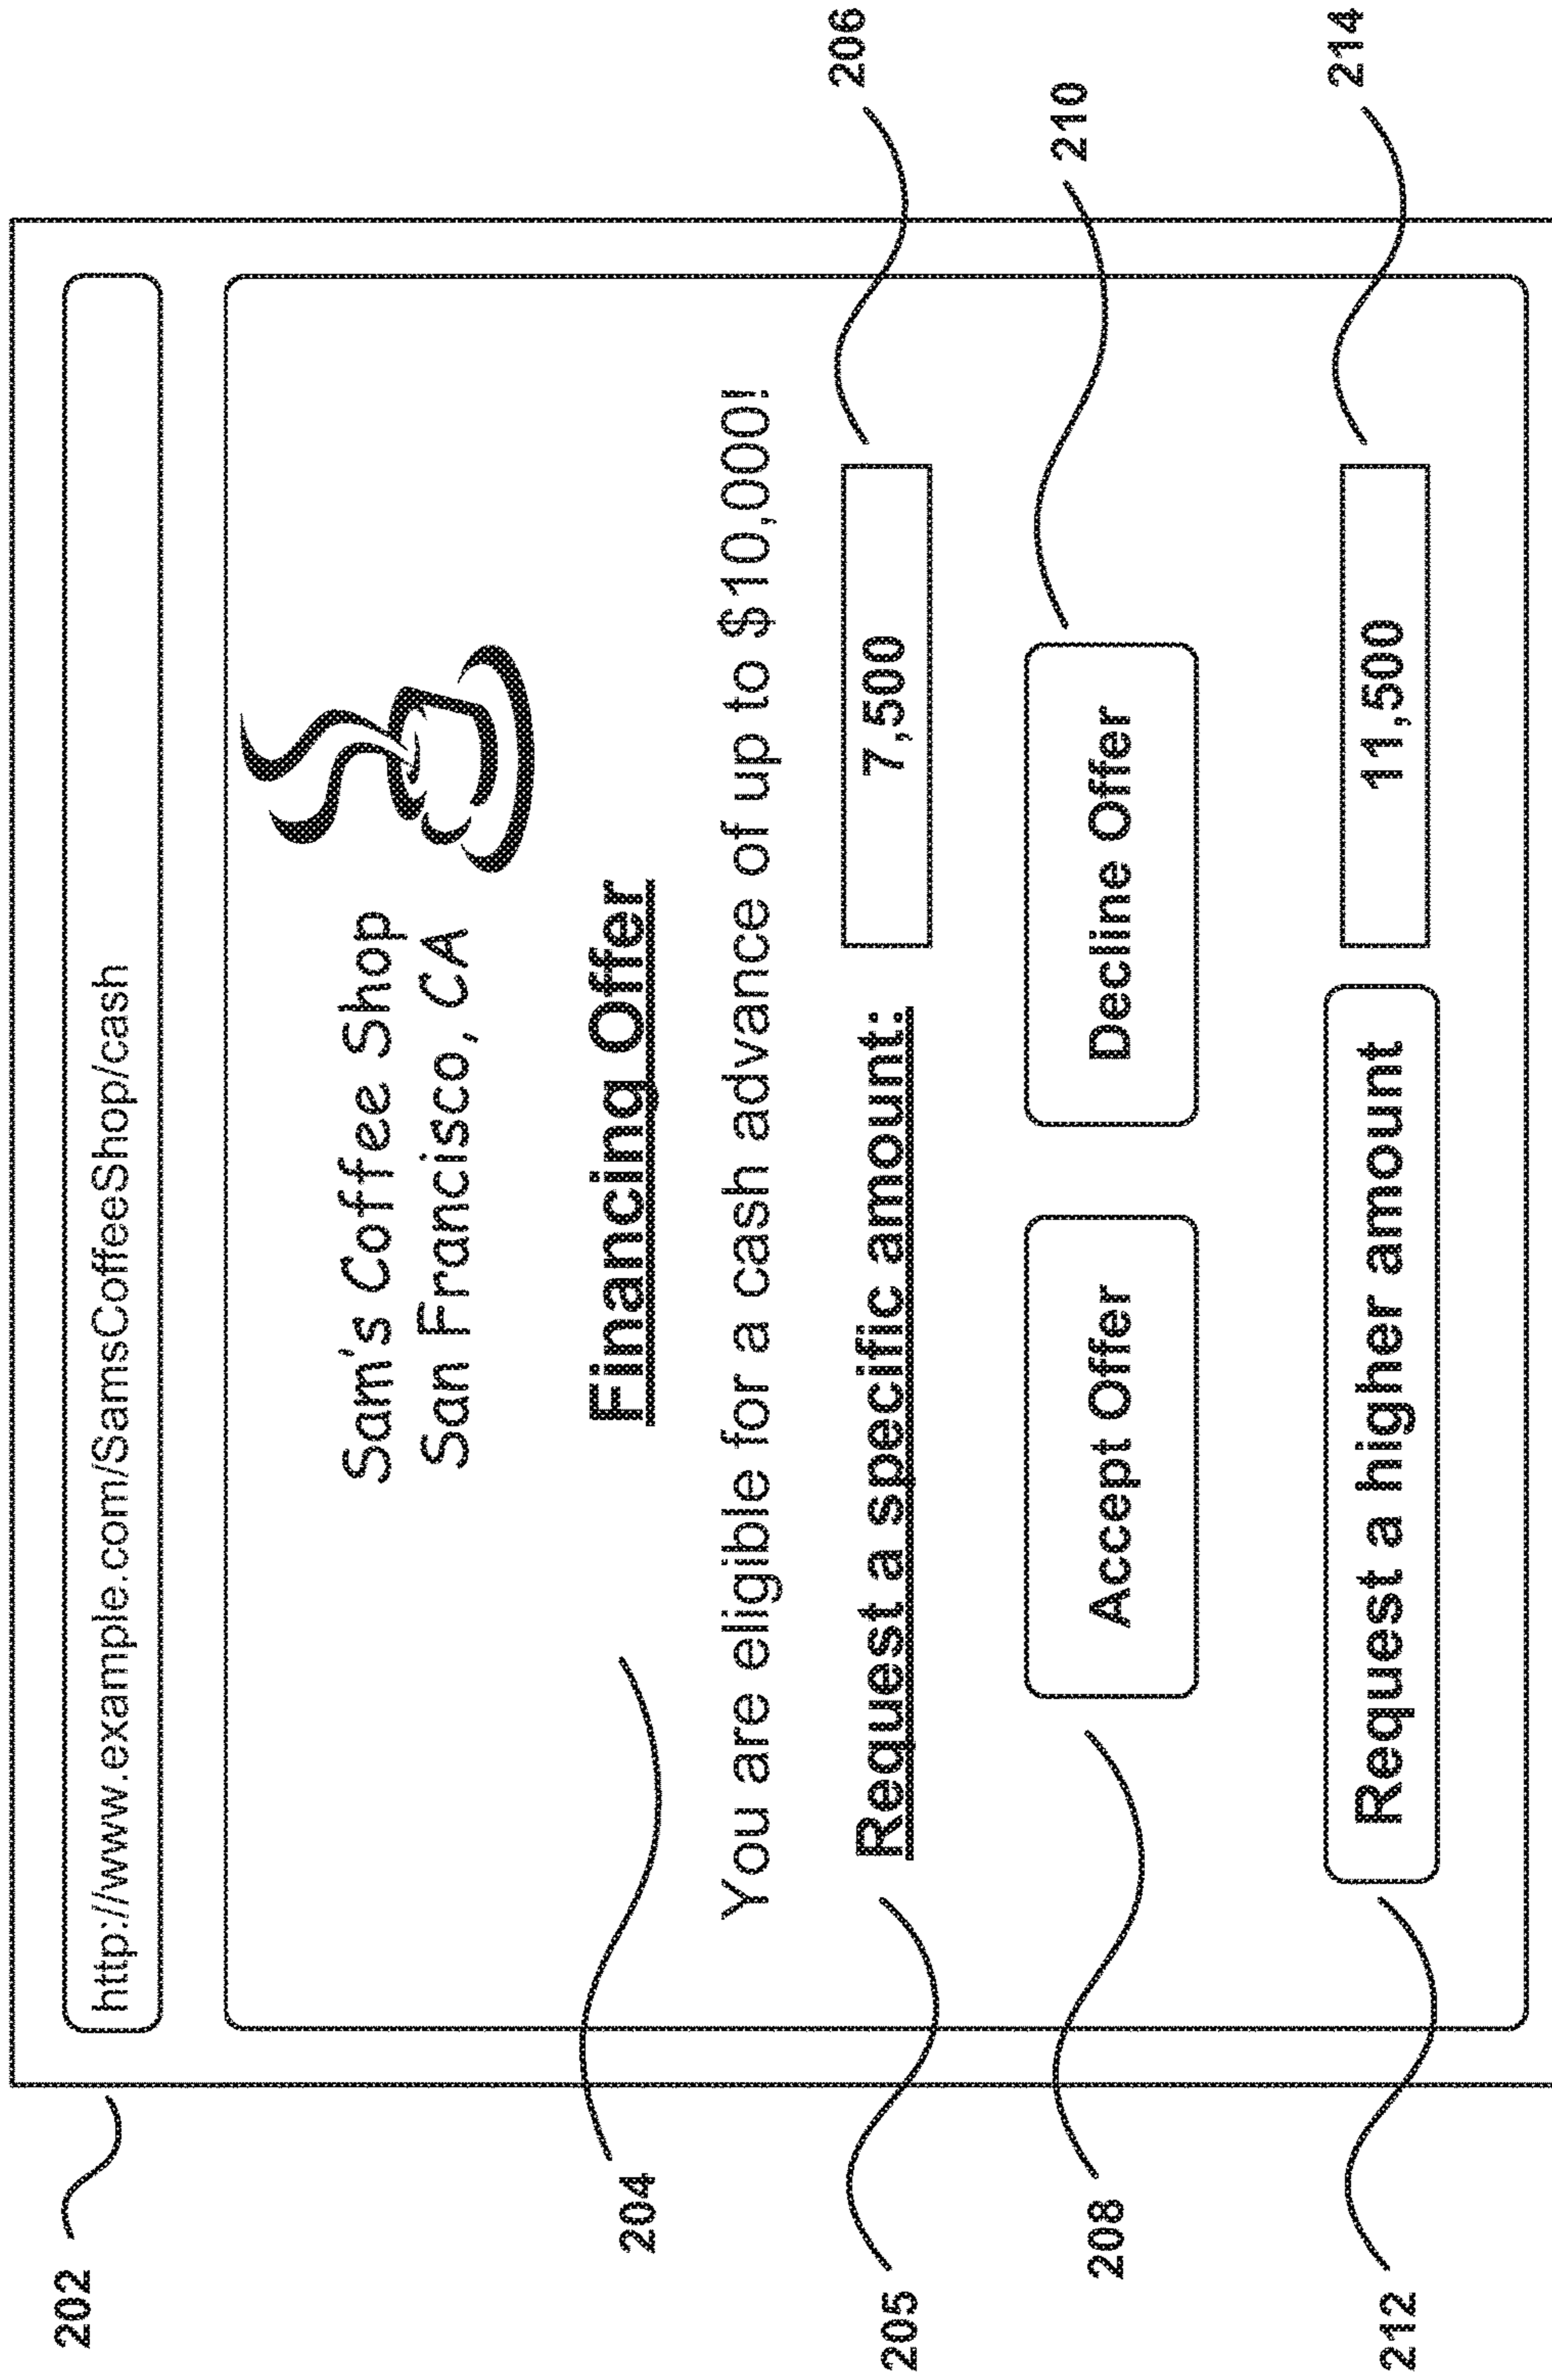 202
http://www.example.com/SamsCoffeeShop/cash
Sam's Coffee Shop
San Francisco, CA
204
Financing Offer
You are eligible for a cash advance of up to $10,000!
205
Request a specific amount:
7,500
206
208
Accept Offer
Decline Offer
210
212
Request a higher amount
11,500
214